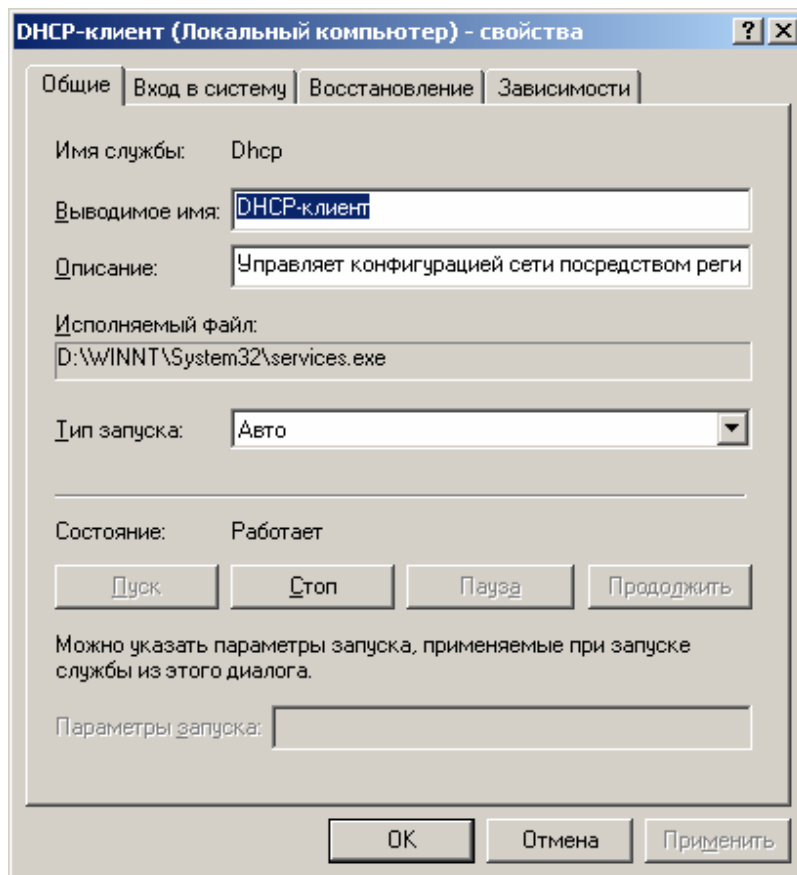 DHCP-клиент (Локальный компьютер) - свойства
Общие Вход в систему Восстановление Зависимости
Имя службы: Dhcp
Выводимое имя: DHCP-клиент
Описание: Управляет конфигурацией сети посредством реги
Исполняемый файл:
D:\WINNT\System32\services.exe
Тип запуска: Авто
Состояние: Работает
Пуск Стоп Пауза Продолжить
Можно указать параметры запуска, применяемые при запуске
службы из этого диалога.
Параметры запуска:
OK Отмена Применить